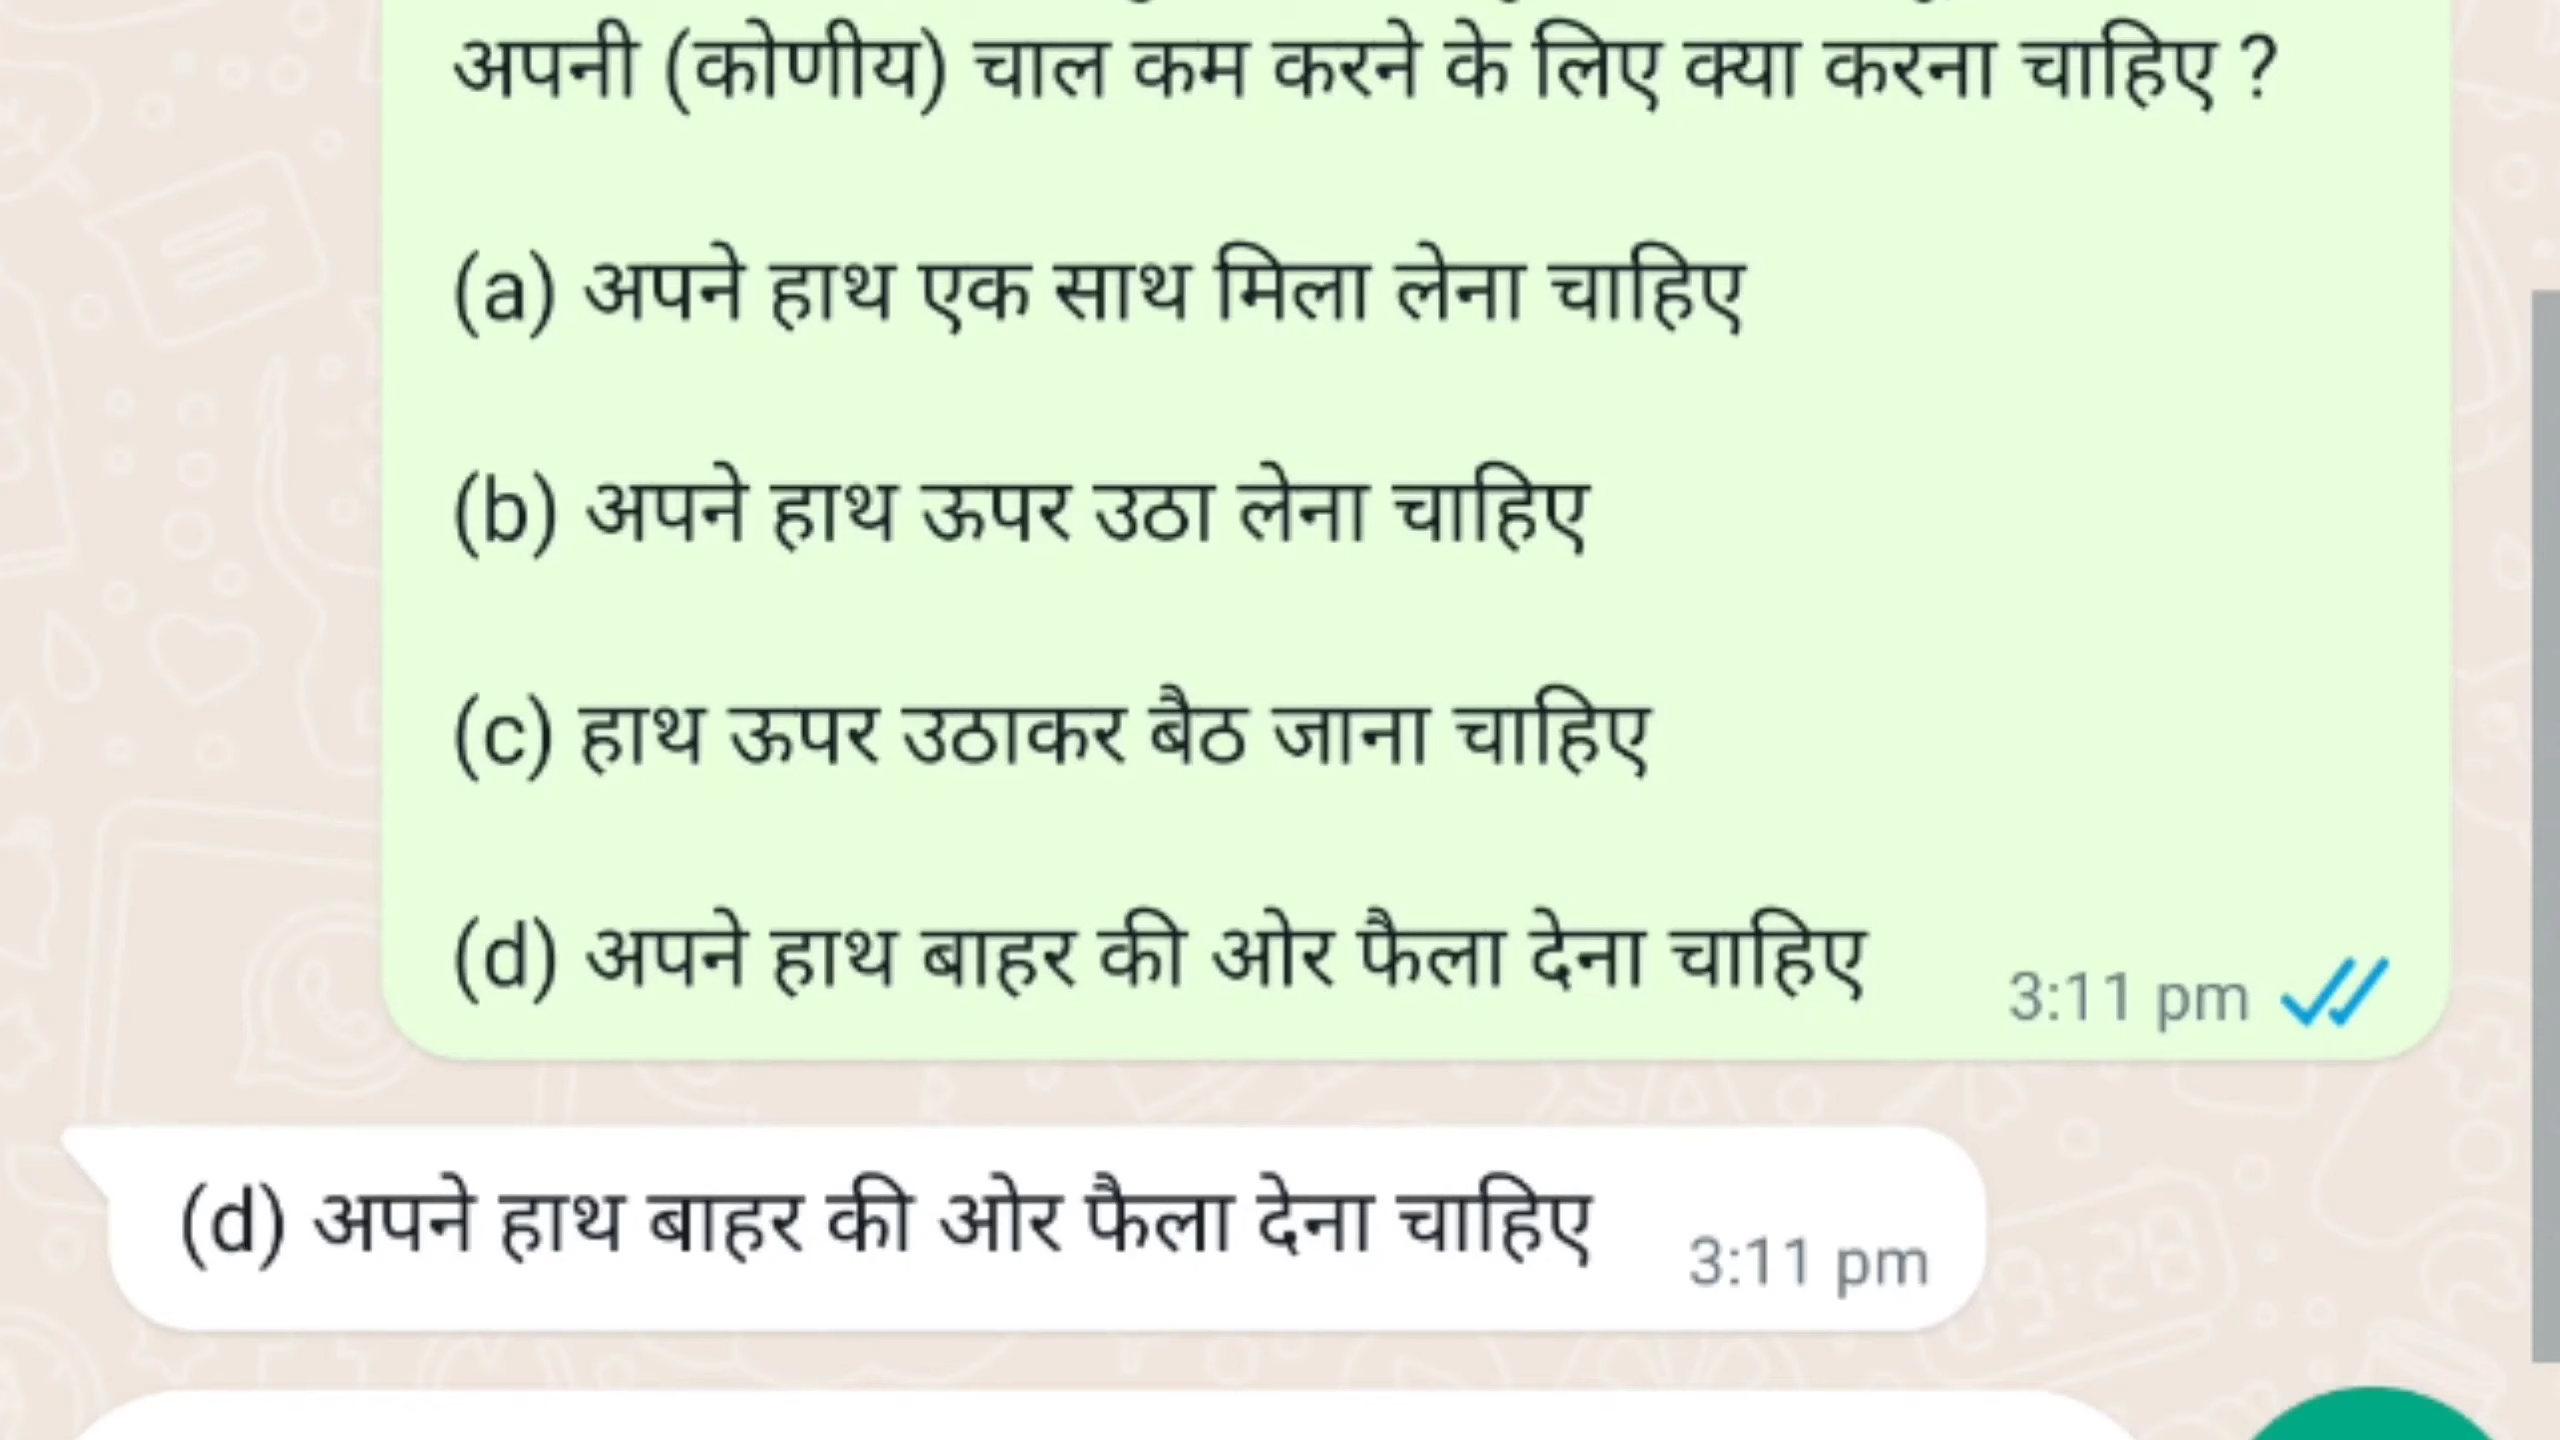 अपनी (कोणीय) चाल कम करने के लिए क्या करना चाहिए ?
(a) अपने हाथ एक साथ मिला लेना चाहिए
(b) अपने हाथ ऊपर उठा लेना चाहिए
(c) हाथ ऊपर उठाकर बैठ जाना चाहिए
(d) अपने हाथ बाहर की ओर फैला देना चाहिए
3:11 pm
(d) अपने हाथ बाहर की ओर फैला देना चाहिए
3:11 pm